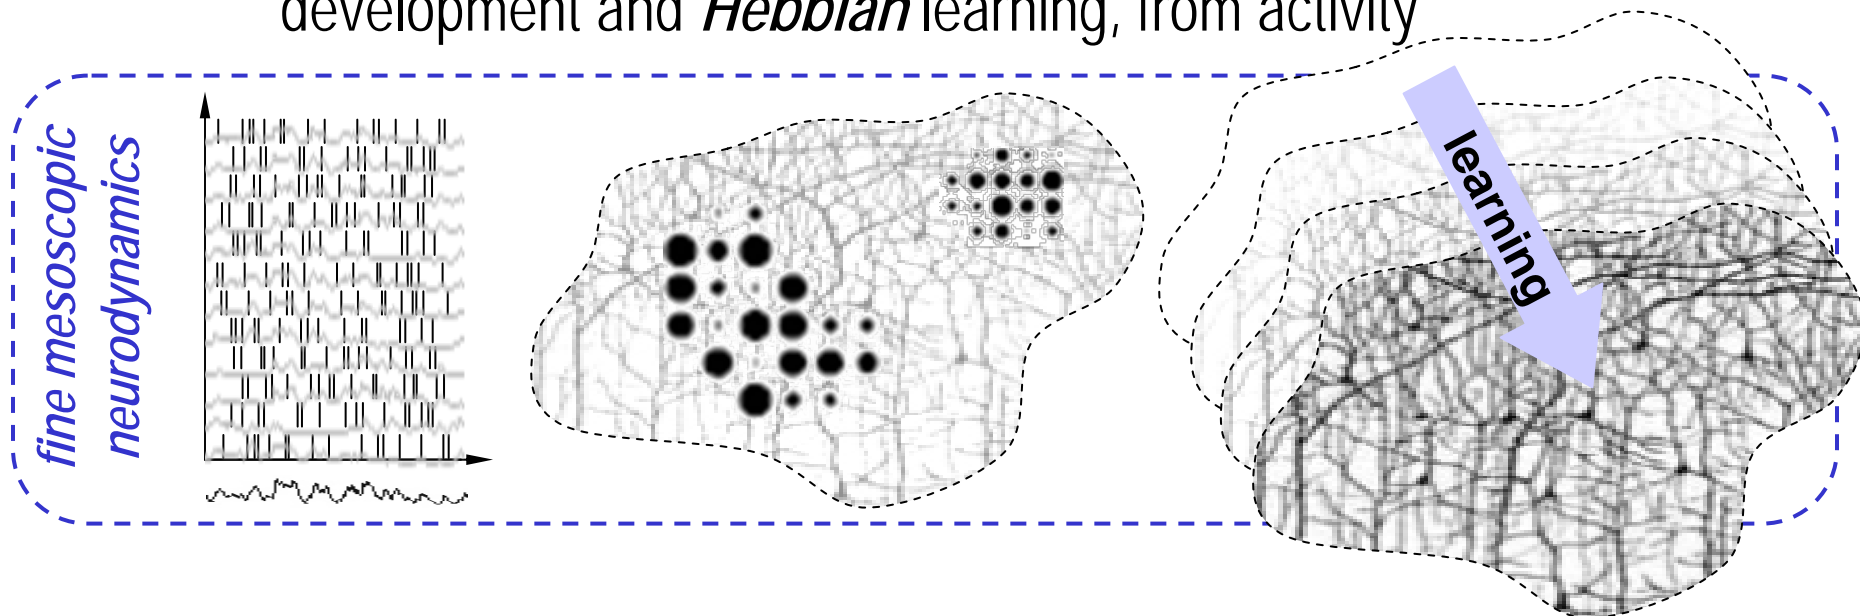 development and Hebbian learning, from activity
fine mesoscopic
neurodynamics
learning